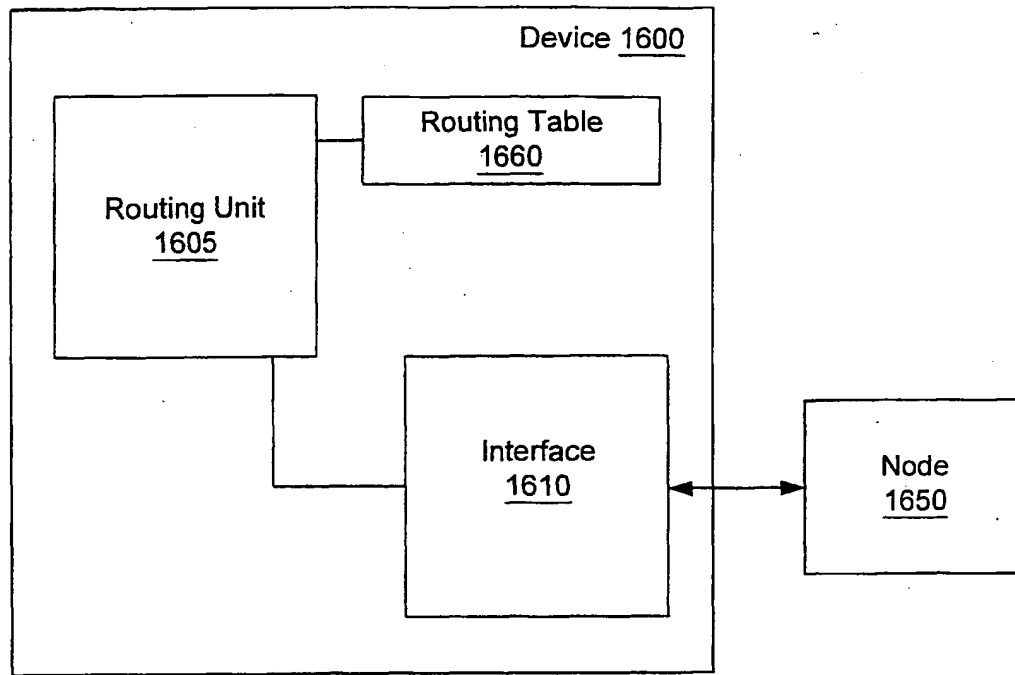 Device 1600
Routing Table
1660
Routing Unit
1605
Interface
1610
Node
1650